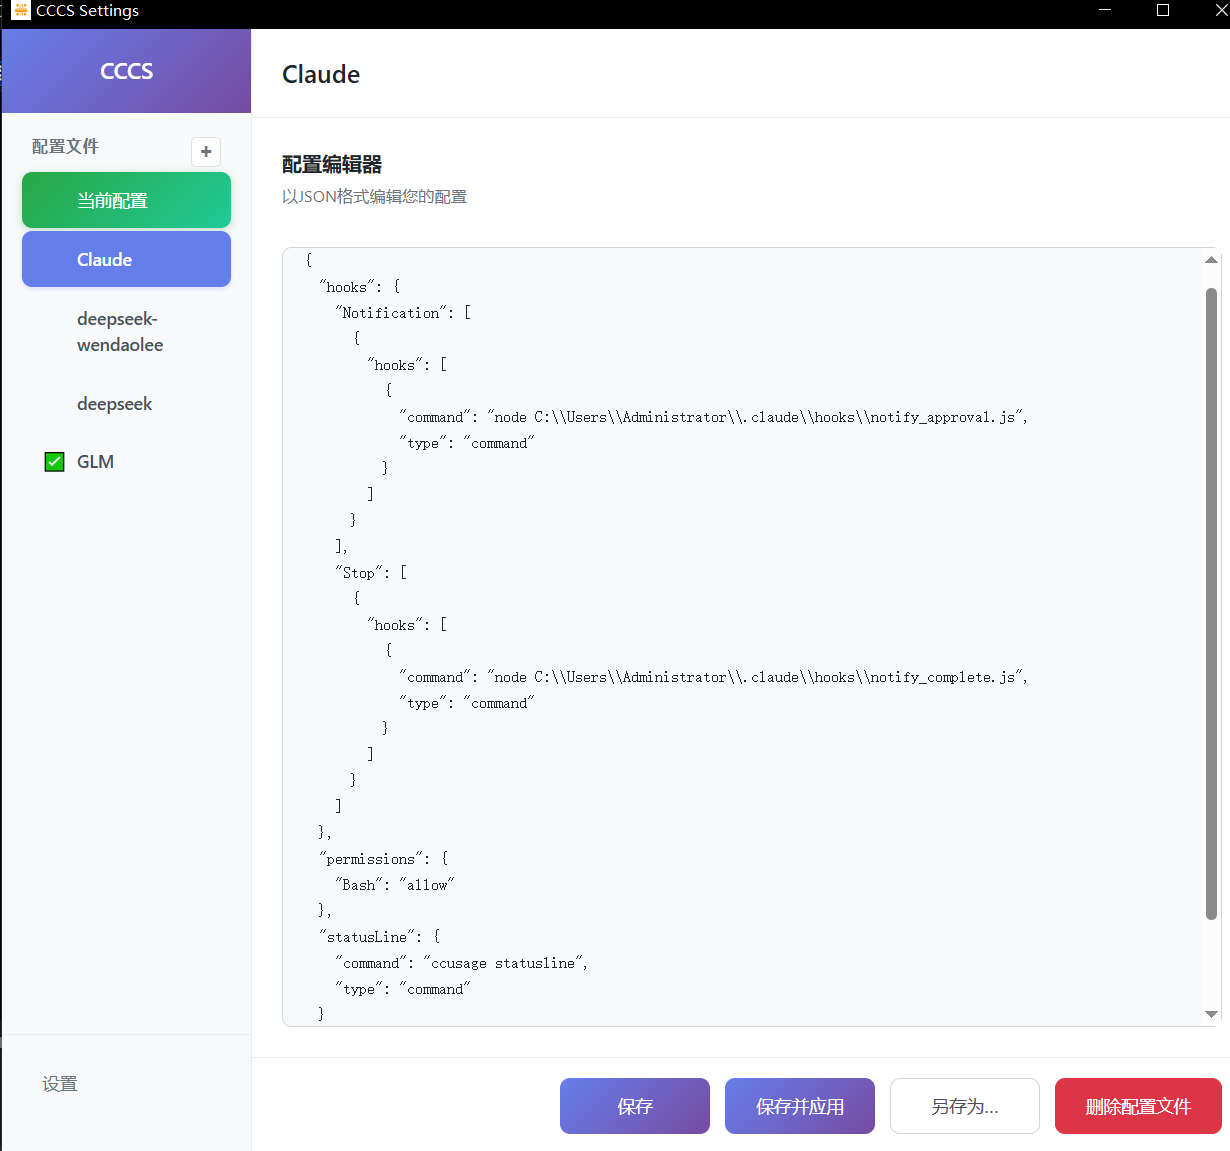 CCCS Settings
CCCS
配置文件
+
当前配置
Claude
deepseek-
wendaolee
deepseek
GLM
设置
Claude
配置编辑器
以JSON格式编辑您的配置
{
  "hooks": {
    "Notification": [
      {
        "hooks": [
          {
            "command": "node C:\\Users\\Administrator\\.claude\\hooks\\notify_approval.js",
            "type": "command"
          }
        ]
      }
    ],
    "Stop": [
      {
        "hooks": [
          {
            "command": "node C:\\Users\\Administrator\\.claude\\hooks\\notify_complete.js",
            "type": "command"
          }
        ]
      }
    ]
  },
  "permissions": {
    "Bash": "allow"
  },
  "statusLine": {
    "command": "ccusage statusline",
    "type": "command"
  }
保存
保存并应用
另存为...
删除配置文件